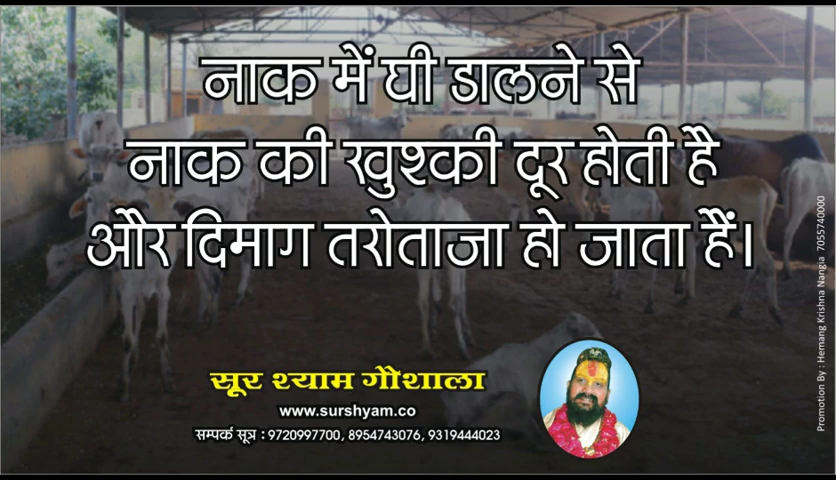 नाक में घी डालने से
नाक की खुश्की दूर होती है
और दिमाग तरोताजा हो जाता हैं।
सूर श्याम गौशाला
www.surshyam.co
सम्पर्क सूत्र : 9720997700, 8954743076, 9319444023
Promotion By : Hemang Krishna Nangia 7055740000